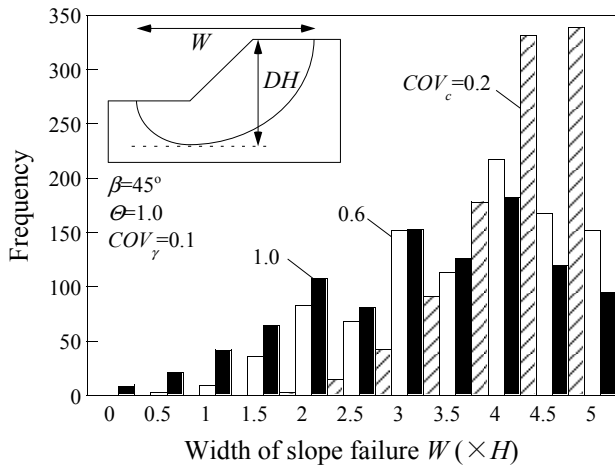 350
300
250
200
150
100
50
0
Frequency
W
DH
β=45º
Θ=1.0
COVγ=0.1
COVc=0.2
0.6
1.0
0 0.5 1 1.5 2 2.5 3 3.5 4 4.5 5
Width of slope failure W (×H)